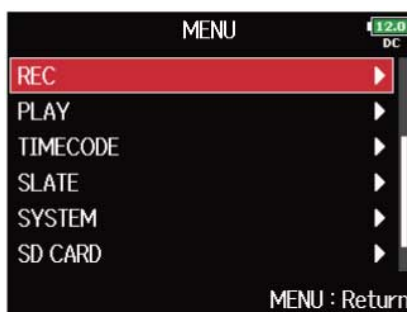 MENU
12.0
DC
REC
PLAY
TIMECODE
SLATE
SYSTEM
SD CARD
MENU : Return